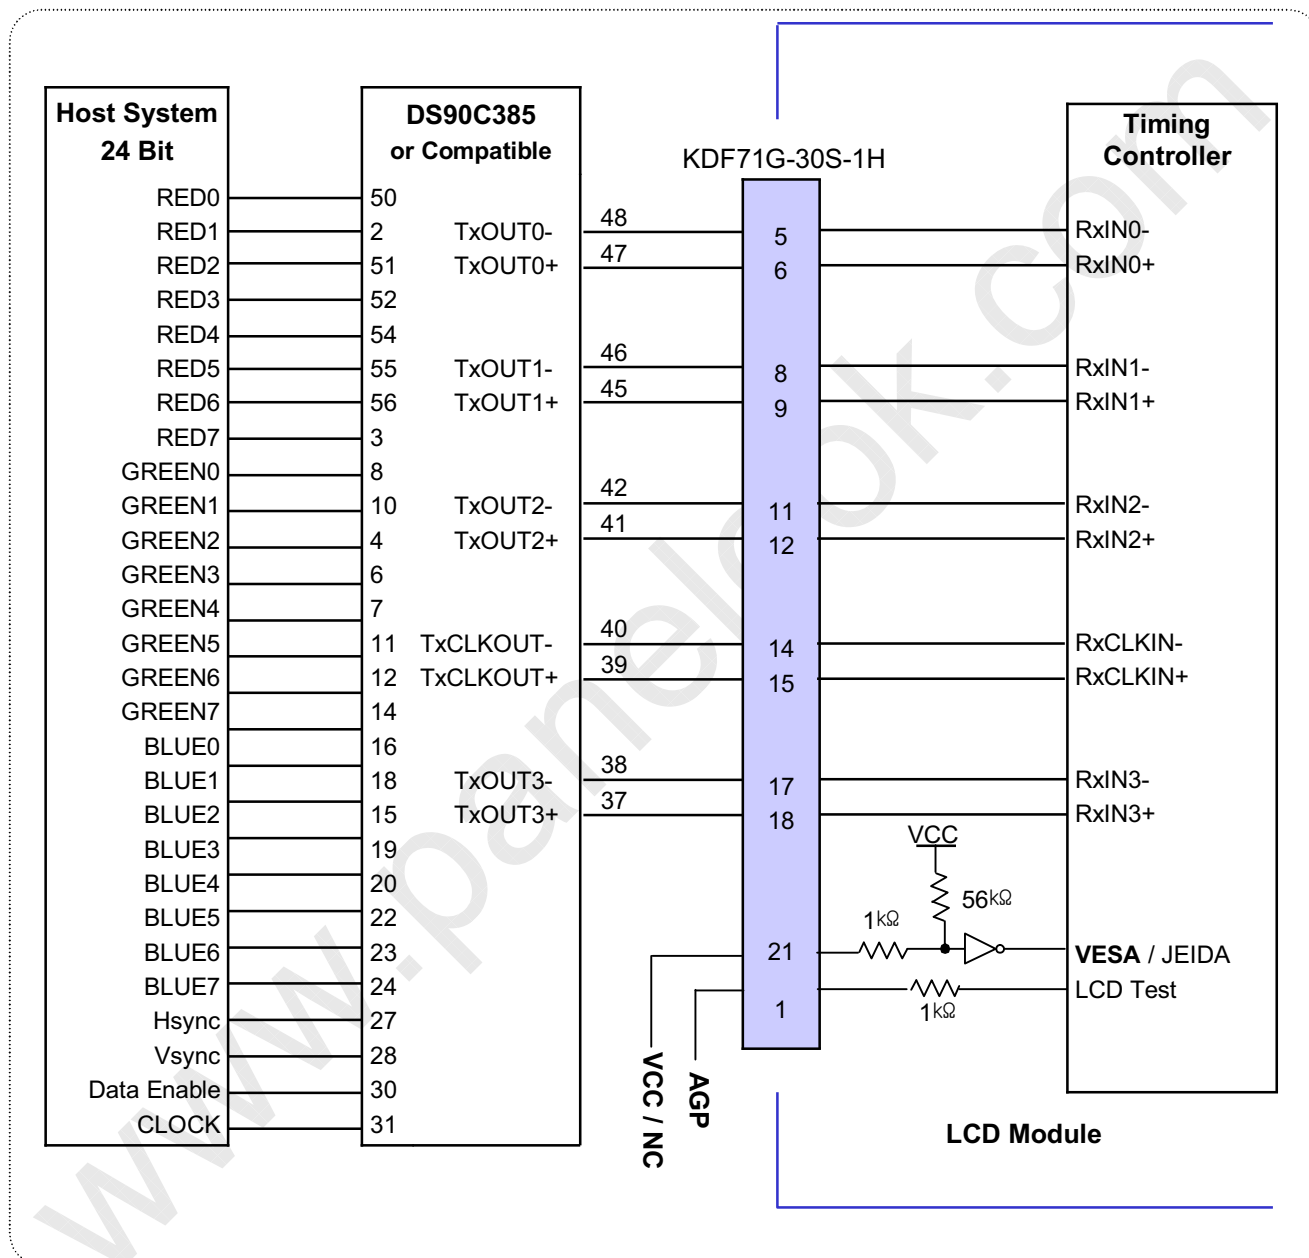 Host System
24 Bit
RED0
RED1
RED2
RED3
RED4
RED5
RED6
RED7
GREEN0
GREEN1
GREEN2
GREEN3
GREEN4
GREEN5
GREEN6
GREEN7
BLUE0
BLUE1
BLUE2
BLUE3
BLUE4
BLUE5
BLUE6
BLUE7
Hsync
Vsync
Data Enable
CLOCK
DS90C385
or Compatible
50
2
51
52
54
55
56
3
8
10
4
6
7
11
12
14
16
18
15
19
20
22
23
24
27
28
30
31
TxOUT0-
TxOUT0+
TxOUT1-
TxOUT1+
TxOUT2-
TxOUT2+
TxCLKOUT-
TxCLKOUT+
TxOUT3-
TxOUT3+
48
47
46
45
42
41
40
39
38
37
KDF71G-30S-1H
5
6
8
9
11
12
14
15
17
18
21
1
VCC / NC
AGP
VCC
56kΩ
1kΩ
1kΩ
Timing
Controller
RxIN0-
RxIN0+
RxIN1-
RxIN1+
RxIN2-
RxIN2+
RxCLKIN-
RxCLKIN+
RxIN3-
RxIN3+
VESA / JEIDA
LCD Test
LCD Module
www.panelook.com